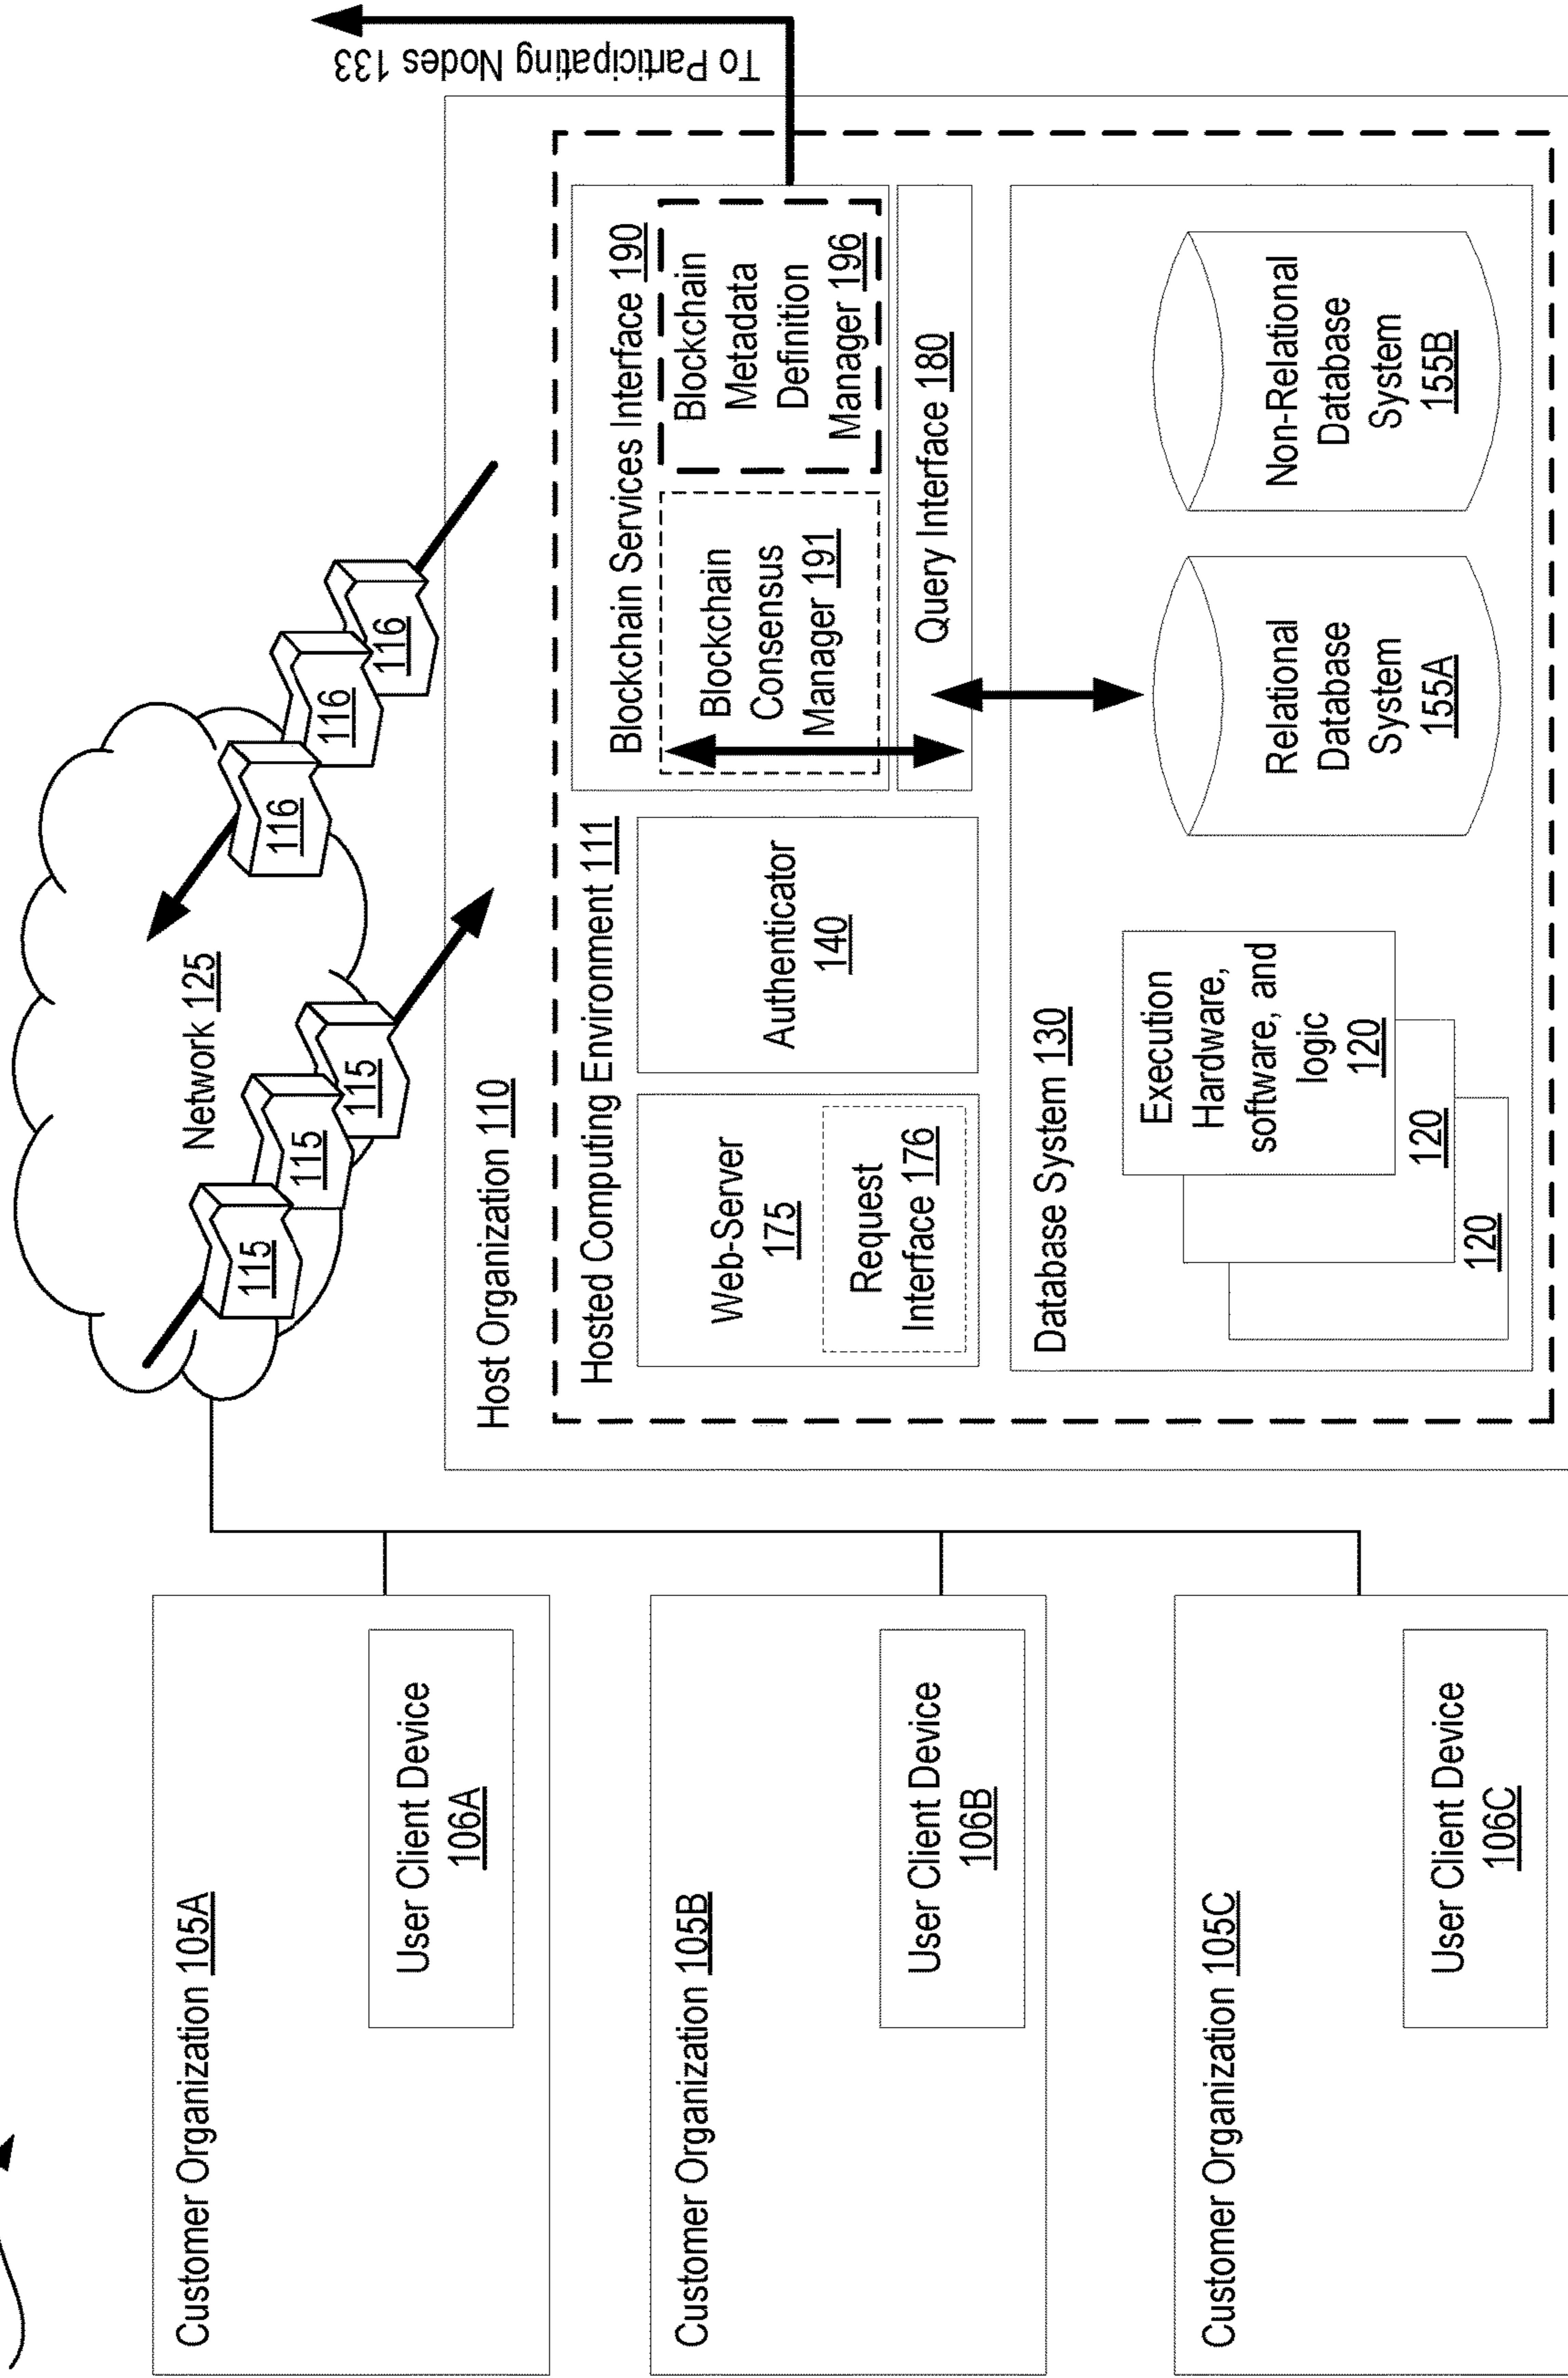 Network 125
115
115
115
116
116
116
To Participating Nodes 133
Customer Organization 105A
User Client Device
106A
Customer Organization 105B
User Client Device
106B
Customer Organization 105C
User Client Device
106C
Host Organization 110
Hosted Computing Environment 111
Web-Server
175
Request
Interface 176
Authenticator
140
Blockchain Services Interface 190
Blockchain
Consensus
Manager 191
Blockchain
Metadata
Definition
Manager 196
Query Interface 180
Database System 130
Execution
Hardware,
software, and
logic
120
120
120
Relational
Database
System
155A
Non-Relational
Database
System
155B